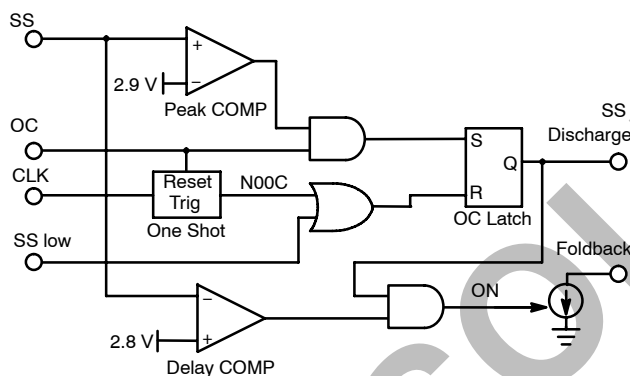 SS
+
2.9 V
−
Peak COMP
OC
SS
Discharge
S
Q
R
OC Latch
CLK
Reset
Trig
One Shot
N00C
SS low
Foldback
ON
−
2.8 V
+
Delay COMP